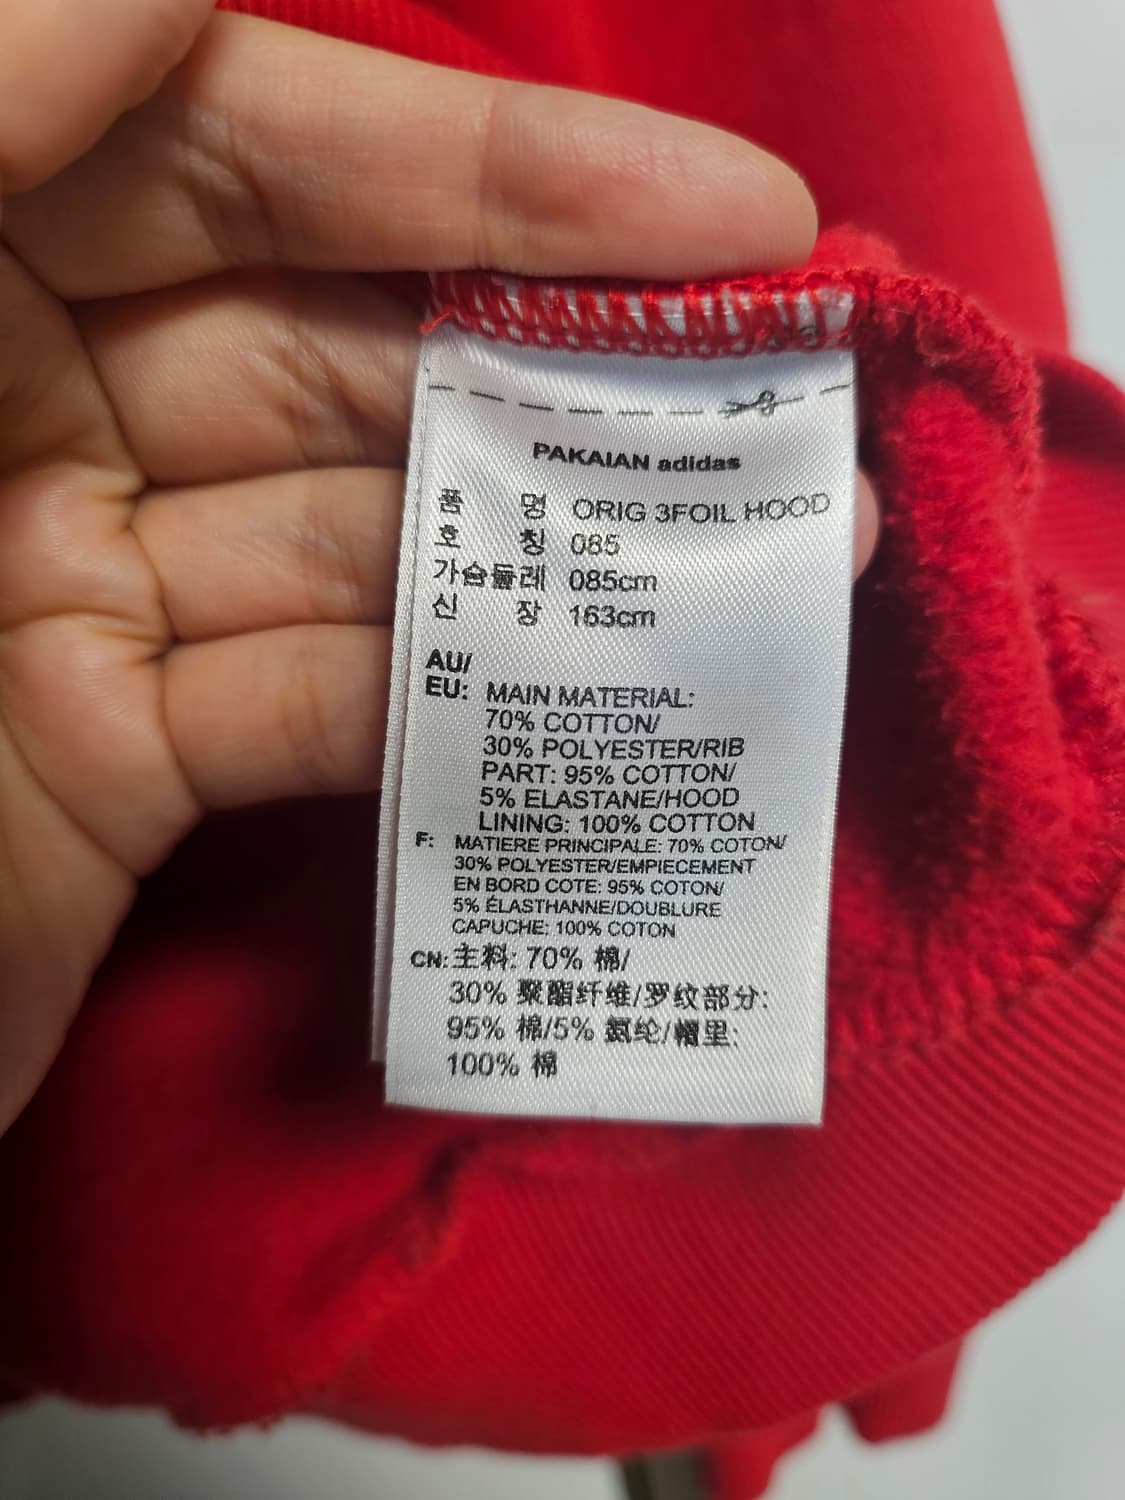 PAKAIAN adidas
품 명 ORIG 3FOIL HOOD
호 칭 085
가슴둘레 085cm
신 장 163cm
AU/
EU: MAIN MATERIAL:
70% COTTON/
30% POLYESTER/RIB
PART: 95% COTTON/
5% ELASTANE/HOOD
LINING: 100% COTTON
F: MATIERE PRINCIPALE: 70% COTON/
30% POLYESTER/EMPIECEMENT
EN BORD COTE: 95% COTON/
5% ÉLASTHANNE/DOUBLURE
CAPUCHE: 100% COTON
CN: 主料: 70% 棉/
30% 聚酯纤维/罗纹部分:
95% 棉/5% 氨纶/帽里:
100% 棉